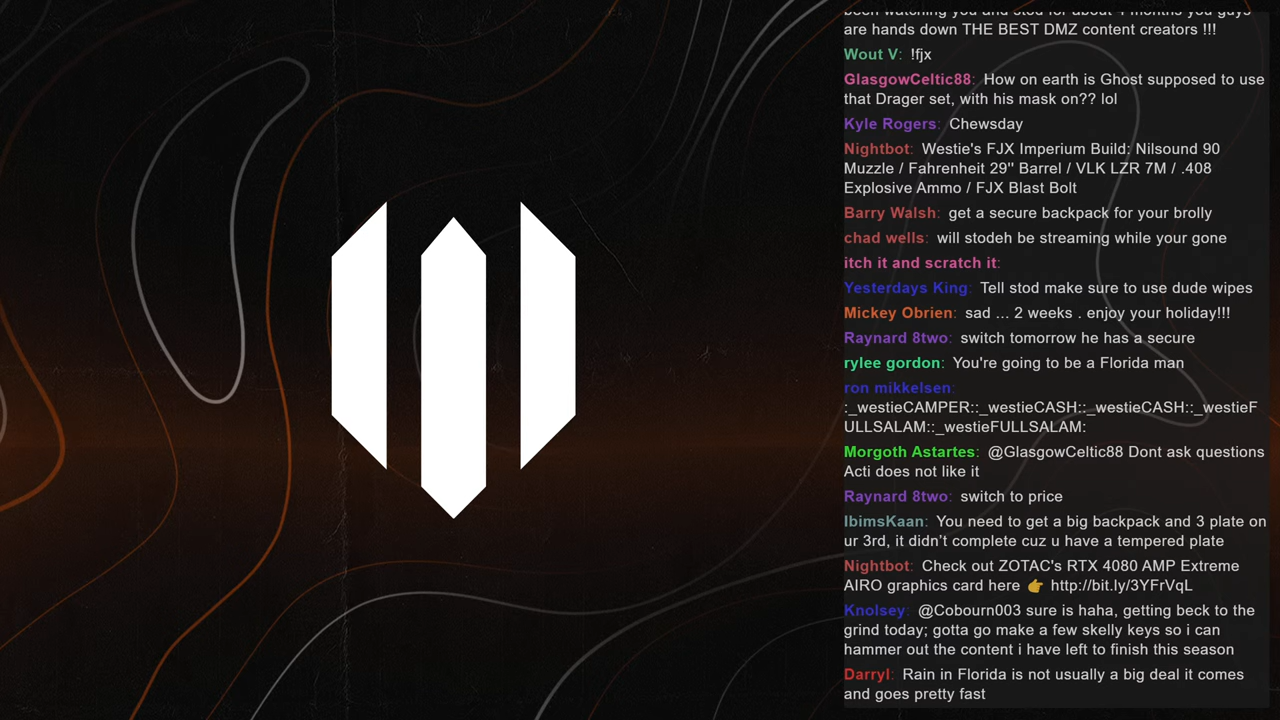 been watching you and stod for about 4 months you guys
are hands down THE BEST DMZ content creators !!!
Wout V: !fjx
GlasgowCeltic88: How on earth is Ghost supposed to use
that Drager set, with his mask on?? lol
Kyle Rogers: Chewsday
Nightbot: Westie's FJX Imperium Build: Nilsound 90
Muzzle / Fahrenheit 29" Barrel / VLK LZR 7M / .408
Explosive Ammo / FJX Blast Bolt
Barry Walsh: get a secure backpack for your brolly
chad wells: will stodeh be streaming while your gone
itch it and scratch it:
Yesterdays King: Tell stod make sure to use dude wipes
Mickey Obrien: sad ... 2 weeks . enjoy your holiday!!!
Raynard 8two: switch tomorrow he has a secure
rylee gordon: You're going to be a Florida man
ron mikkelsen:
:_westieCAMPER::_westieCASH::_westieCASH::_westieF
ULLSALAM::_westieFULLSALAM:
Morgoth Astartes: @GlasgowCeltic88 Dont ask questions
Acti does not like it
Raynard 8two: switch to price
IbimsKaan: You need to get a big backpack and 3 plate on
ur 3rd, it didn't complete cuz u have a tempered plate
Nightbot: Check out ZOTAC's RTX 4080 AMP Extreme
AIRO graphics card here 👉 http://bit.ly/3YFrVqL
Knolsey: @Cobourn003 sure is haha, getting beck to the
grind today; gotta go make a few skelly keys so i can
hammer out the content i have left to finish this season
Darryl: Rain in Florida is not usually a big deal it comes
and goes pretty fast